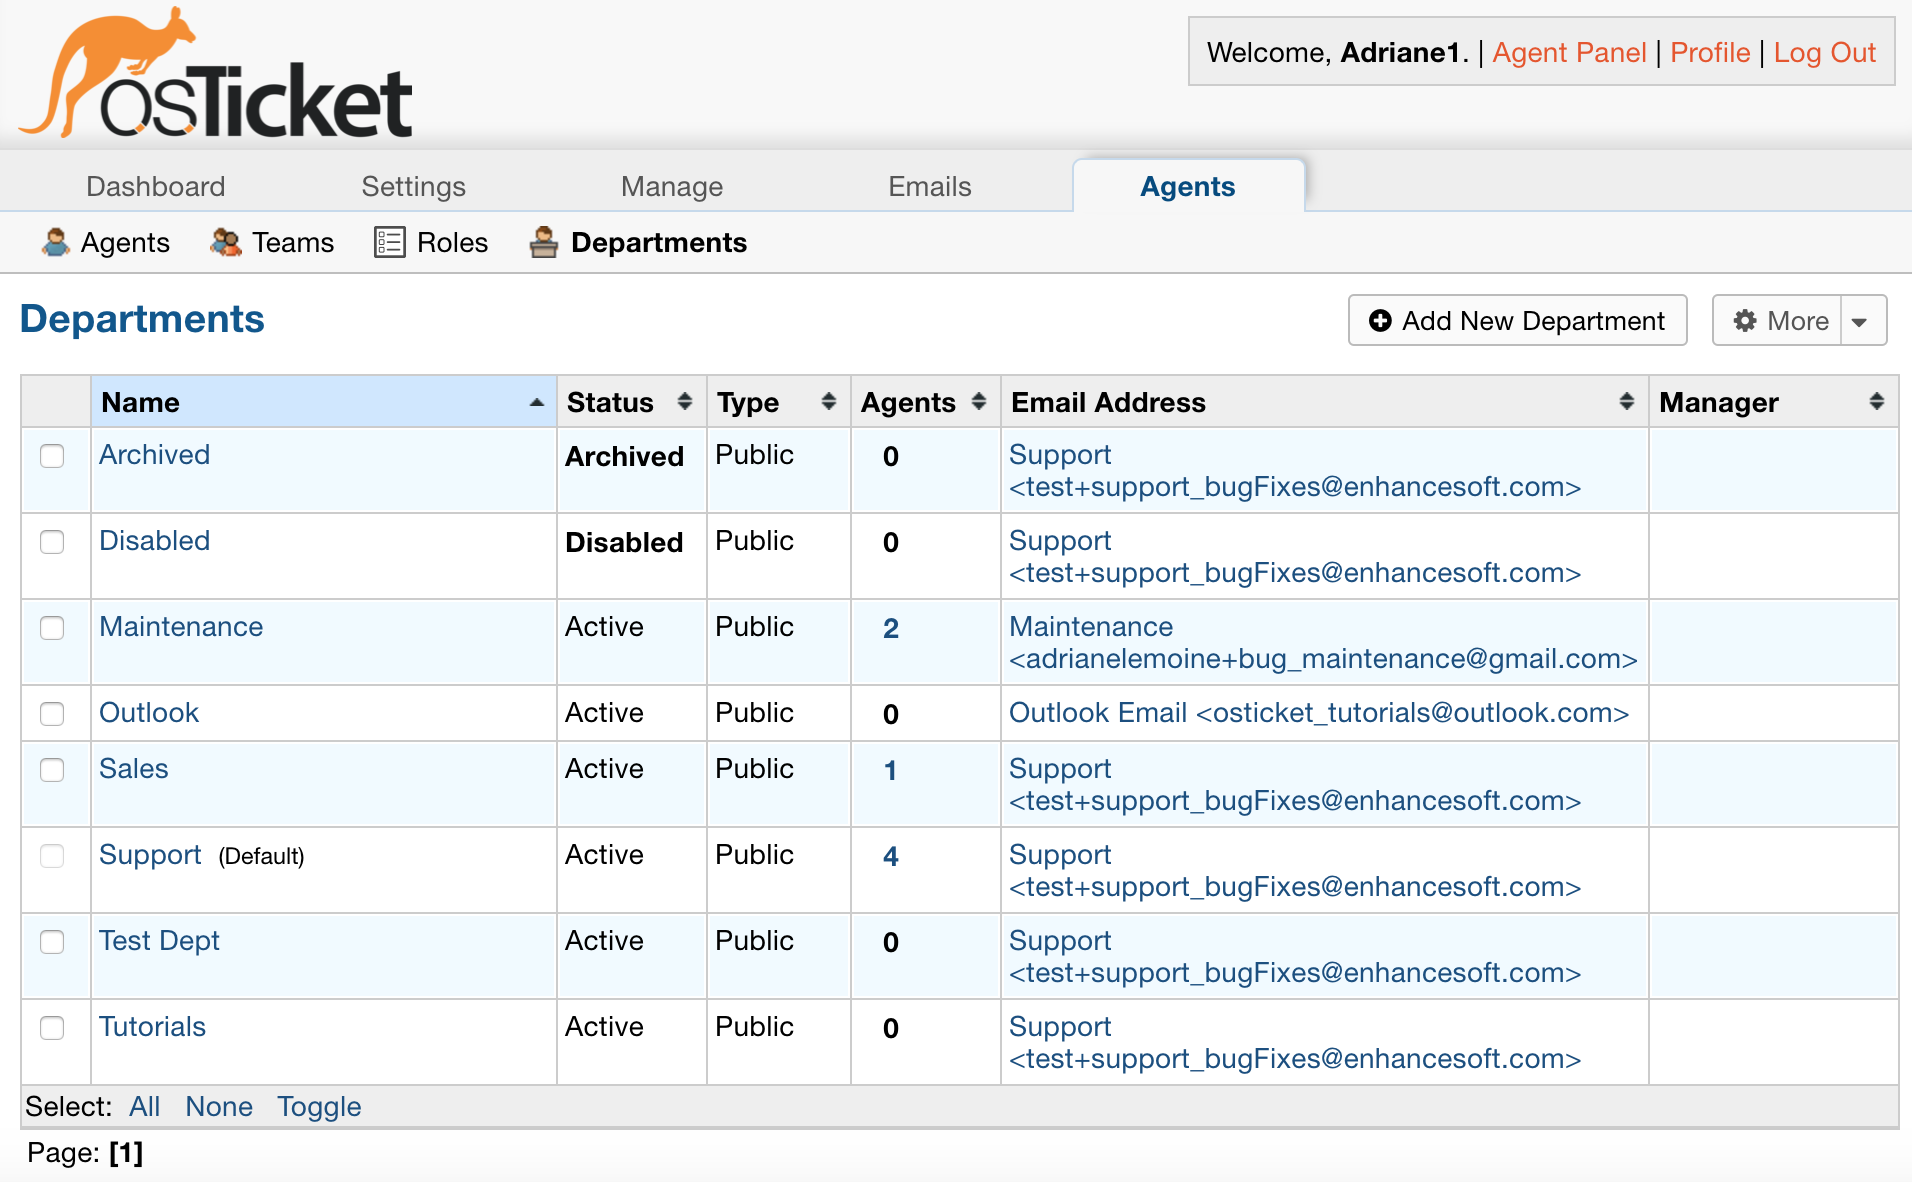 osTicket
Welcome, Adriane1. | Agent Panel | Profile | Log Out
Dashboard Settings Manage Emails Agents
Agents Teams Roles Departments
Departments
Add New Department More
Name Status Type Agents Email Address Manager
Archived Archived Public 0 Support
<test+support_bugFixes@enhancesoft.com>
Disabled Disabled Public 0 Support
<test+support_bugFixes@enhancesoft.com>
Maintenance Active Public 2 Maintenance
<adrianelemoine+bug_maintenance@gmail.com>
Outlook Active Public 0 Outlook Email <osticket_tutorials@outlook.com>
Sales Active Public 1 Support
<test+support_bugFixes@enhancesoft.com>
Support (Default) Active Public 4 Support
<test+support_bugFixes@enhancesoft.com>
Test Dept Active Public 0 Support
<test+support_bugFixes@enhancesoft.com>
Tutorials Active Public 0 Support
<test+support_bugFixes@enhancesoft.com>
Select: All None Toggle
Page: [1]